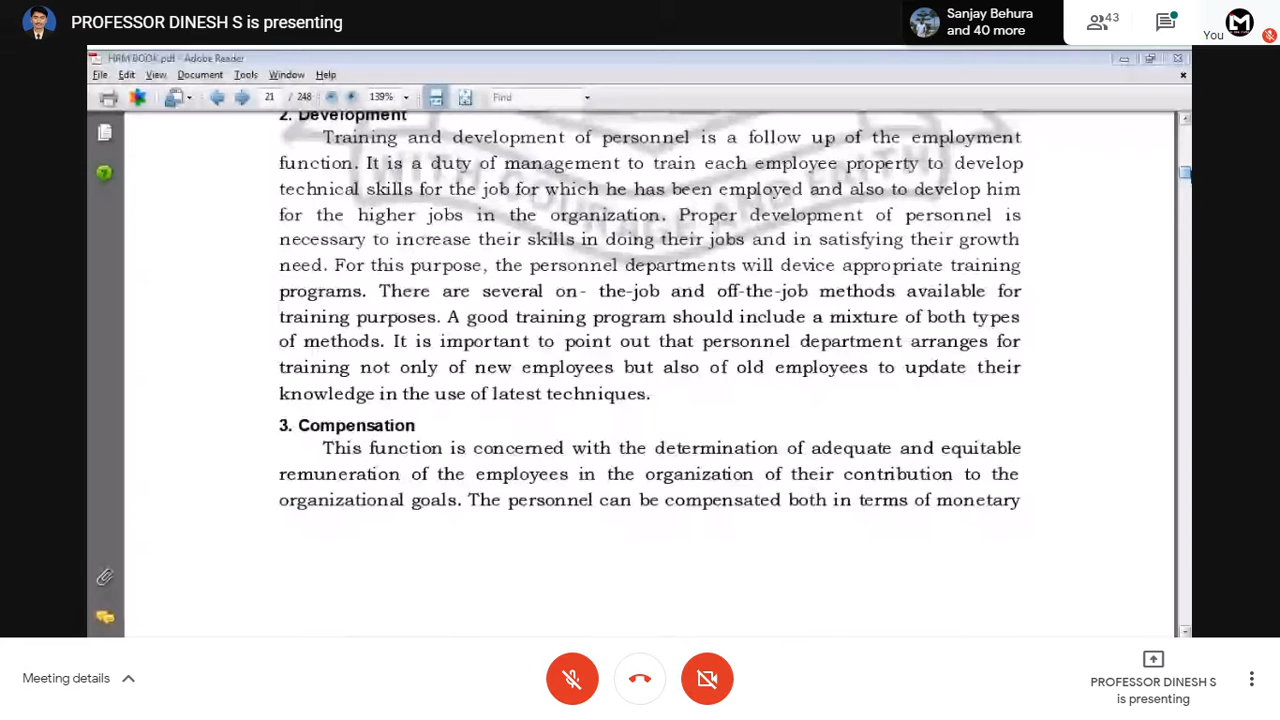 PROFESSOR DINESH S is presenting
Sanjay Behura
and 40 more
43
You
M
HRM BOOK.pdf - Adobe Reader
File Edit View Document Tools Window Help
21 / 248 139% Find
2. Development
Training and development of personnel is a follow up of the employment
function. It is a duty of management to train each employee property to develop
technical skills for the job for which he has been employed and also to develop him
for the higher jobs in the organization. Proper development of personnel is
necessary to increase their skills in doing their jobs and in satisfying their growth
need. For this purpose, the personnel departments will device appropriate training
programs. There are several on- the-job and off-the-job methods available for
training purposes. A good training program should include a mixture of both types
of methods. It is important to point out that personnel department arranges for
training not only of new employees but also of old employees to update their
knowledge in the use of latest techniques.
3. Compensation
This function is concerned with the determination of adequate and equitable
remuneration of the employees in the organization of their contribution to the
organizational goals. The personnel can be compensated both in terms of monetary
WITH COURAGE AND FAITH
Meeting details
PROFESSOR DINESH S
is presenting